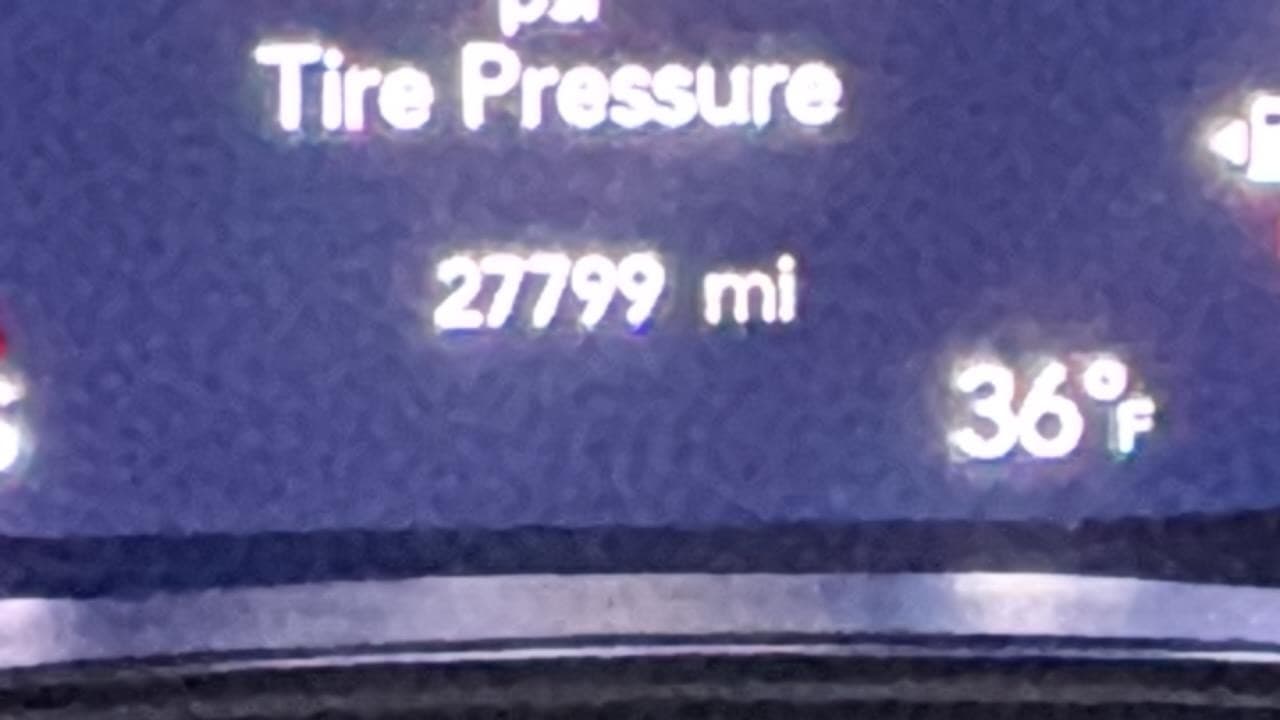 Tire Pressure
27799 mi
36°F